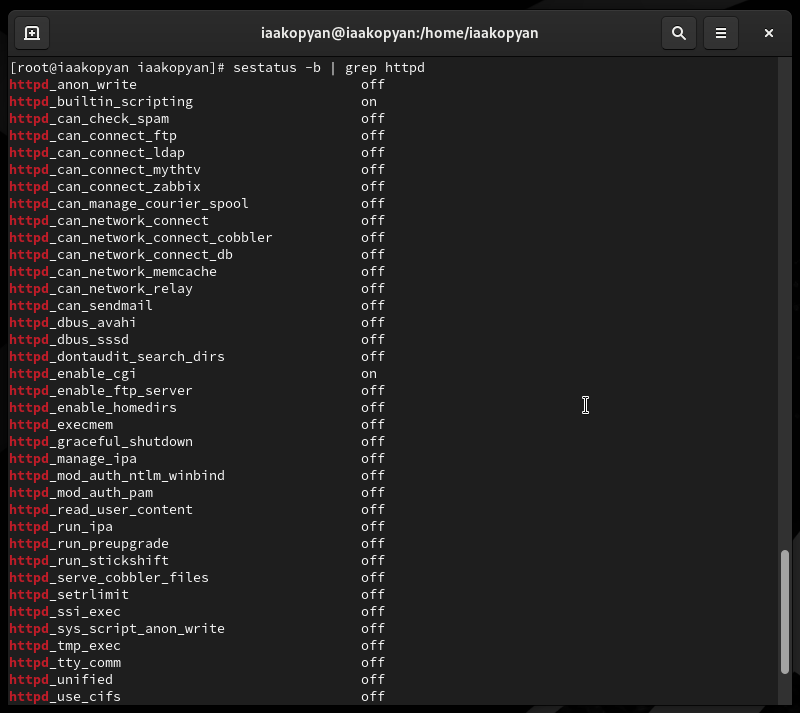 iaakopyan@iaakopyan:/home/iaakopyan
[root@iaakopyan iaakopyan]# sestatus -b | grep httpd
httpd_anon_write off
httpd_builtin_scripting on
httpd_can_check_spam off
httpd_can_connect_ftp off
httpd_can_connect_ldap off
httpd_can_connect_mythtv off
httpd_can_connect_zabbix off
httpd_can_manage_courier_spool off
httpd_can_network_connect off
httpd_can_network_connect_cobbler off
httpd_can_network_connect_db off
httpd_can_network_memcache off
httpd_can_network_relay off
httpd_can_sendmail off
httpd_dbus_avahi off
httpd_dbus_sssd off
httpd_dontaudit_search_dirs off
httpd_enable_cgi on
httpd_enable_ftp_server off
httpd_enable_homedirs off
httpd_execmem off
httpd_graceful_shutdown off
httpd_manage_ipa off
httpd_mod_auth_ntlm_winbind off
httpd_mod_auth_pam off
httpd_read_user_content off
httpd_run_ipa off
httpd_run_preupgrade off
httpd_run_stickshift off
httpd_serve_cobbler_files off
httpd_setrlimit off
httpd_ssi_exec off
httpd_sys_script_anon_write off
httpd_tmp_exec off
httpd_tty_comm off
httpd_unified off
httpd_use_cifs off